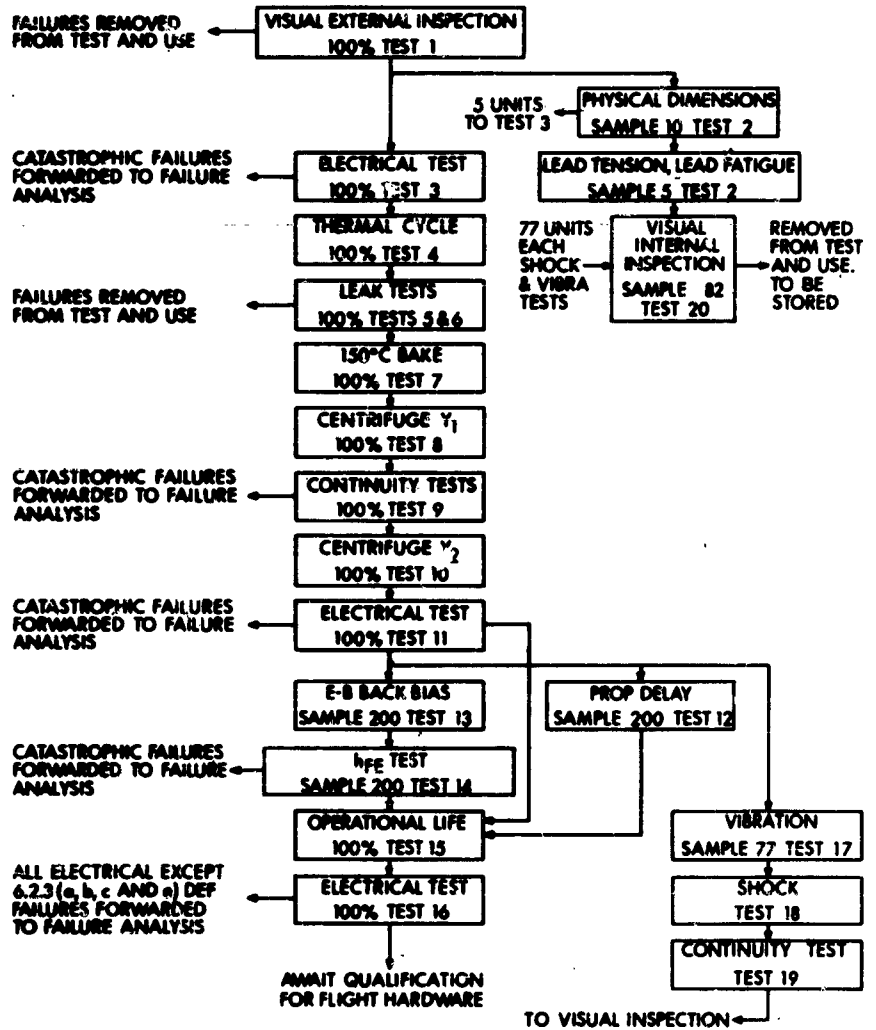 FAILURES REMOVED
FROM TEST AND USE
VISUAL EXTERNAL INSPECTION
100% TEST 1
5 UNITS
TO TEST 3
PHYSICAL DIMENSIONS
SAMPLE 10 TEST 2
CATASTROPHIC FAILURES
FORWARDED TO FAILURE
ANALYSIS
ELECTRICAL TEST
100% TEST 3
LEAD TENSION, LEAD FATIGUE
SAMPLE 5 TEST 2
THERMAL CYCLE
100% TEST 4
77 UNITS
EACH
SHOCK
& VIBRA
TESTS
VISUAL
INTERNAL
INSPECTION
SAMPLE 82
TEST 20
REMOVED
FROM TEST
AND USE.
TO BE
STORED
FAILURES REMOVED
FROM TEST AND USE
LEAK TESTS
100% TESTS 5 & 6
150°C BAKE
100% TEST 7
CENTRIFUGE Y1
100% TEST 8
CATASTROPHIC FAILURES
FORWARDED TO FAILURE
ANALYSIS
CONTINUITY TESTS
100% TEST 9
CENTRIFUGE Y2
100% TEST 10
CATASTROPHIC FAILURES
FORWARDED TO FAILURE
ANALYSIS
ELECTRICAL TEST
100% TEST 11
E-B BACK BIAS
SAMPLE 200 TEST 13
PROP DELAY
SAMPLE 200 TEST 12
CATASTROPHIC FAILURES
FORWARDED TO FAILURE
ANALYSIS
hFE TEST
SAMPLE 200 TEST 14
OPERATIONAL LIFE
100% TEST 15
VIBRATION
SAMPLE 77 TEST 17
ALL ELECTRICAL EXCEPT
6.2.3 (a, b, c AND e) DEF
FAILURES FORWARDED
TO FAILURE ANALYSIS
ELECTRICAL TEST
100% TEST 16
SHOCK
TEST 18
CONTINUITY TEST
TEST 19
AWAIT QUALIFICATION
FOR FLIGHT HARDWARE
TO VISUAL INSPECTION